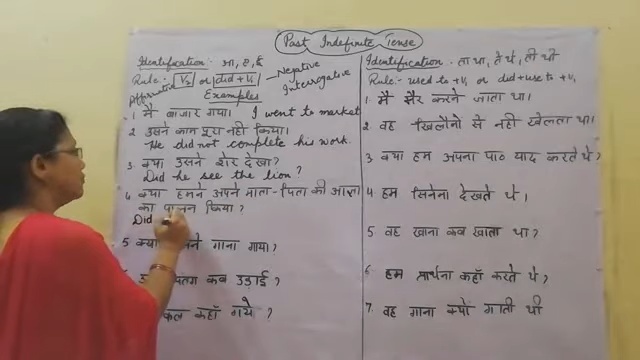 Past Indefinite Tense
Identification:- आ, ए, ई
Rule:- V₂ or did + V₁ Negative
Interrogative
Affirmative
Examples
1. मैं बाजार गया। I went to market
2. उसने काम पूरा नहीं किया।
He did not complete his work.
3. क्या उसने शेर देखा?
Did he see the lion?
4. क्या हमने अपने माता-पिता की आज्ञा
का पालन किया?
Did
5. गाना गाया?
कब उड़ाई?
कल कहाँ गये?
Identification:- ता था, ते थे, ती थी
Rule:- used to + V₁ or did + use to + V₁
1. मैं सैर करने जाता था।
2. वह खिलौनो से नही खेलता था।
3. क्या हम अपना पाठ याद करते थे?
4. हम सिनेना देखते थे।
5. वह खाना कब खाता था?
6. हम प्रार्थना कहाँ करते थे?
7. वह गाना क्यो गाती थी